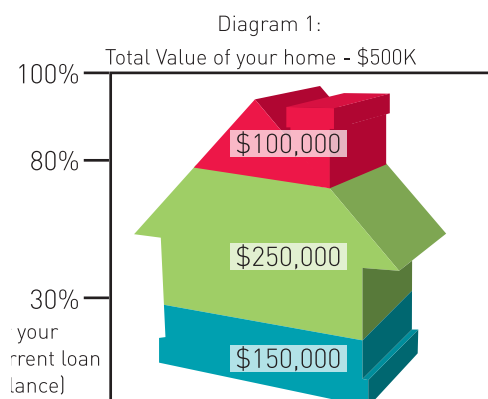 Diagram 1:
Total Value of your home - $500K
100%
$100,000
80%
$250,000
30%
your
rrent loan
$150,000
lance)